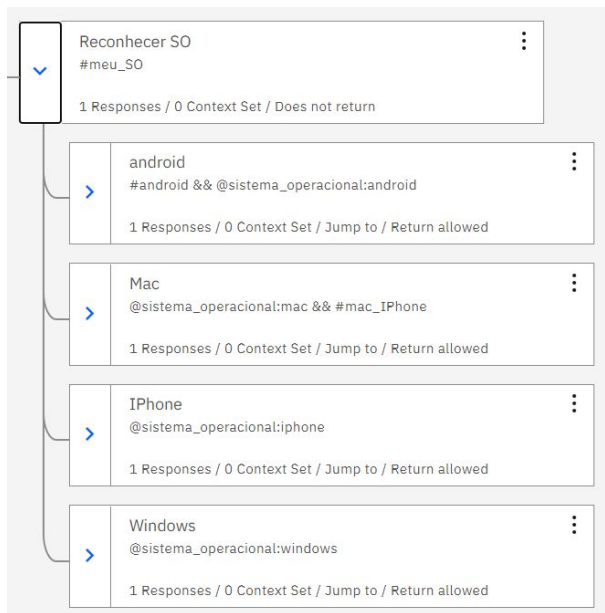 Reconhecer SO
#meu_SO
1 Responses / 0 Context Set / Does not return
android
#android && @sistema_operacional:android
1 Responses / 0 Context Set / Jump to / Return allowed
Mac
@sistema_operacional:mac && #mac_IPhone
1 Responses / 0 Context Set / Jump to / Return allowed
IPhone
@sistema_operacional:iphone
1 Responses / 0 Context Set / Jump to / Return allowed
Windows
@sistema_operacional:windows
1 Responses / 0 Context Set / Jump to / Return allowed